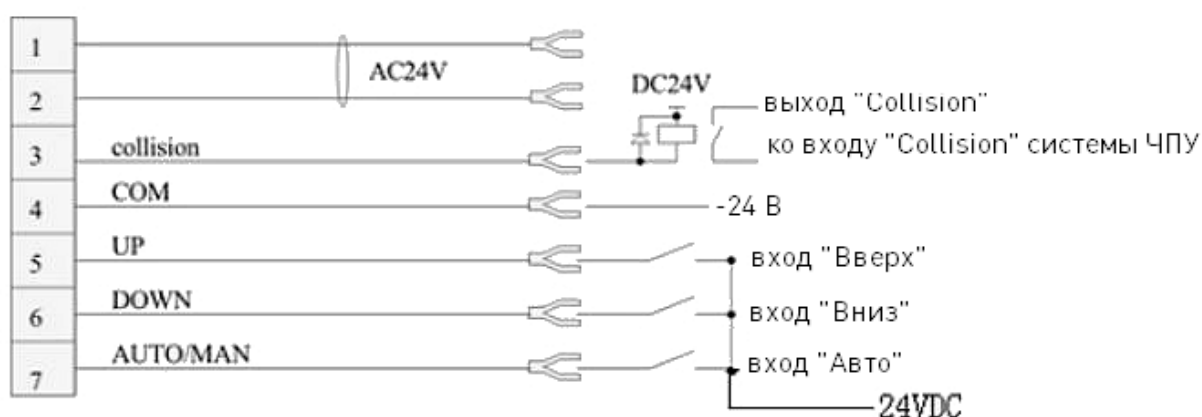 1
AC24V
2
DC24V
выход "Collision"
3 collision
ко входу "Collision" системы ЧПУ
4 COM
-24 В
5 UP
вход "Вверх"
6 DOWN
вход "Вниз"
7 AUTO/MAN
вход "Авто"
24VDC